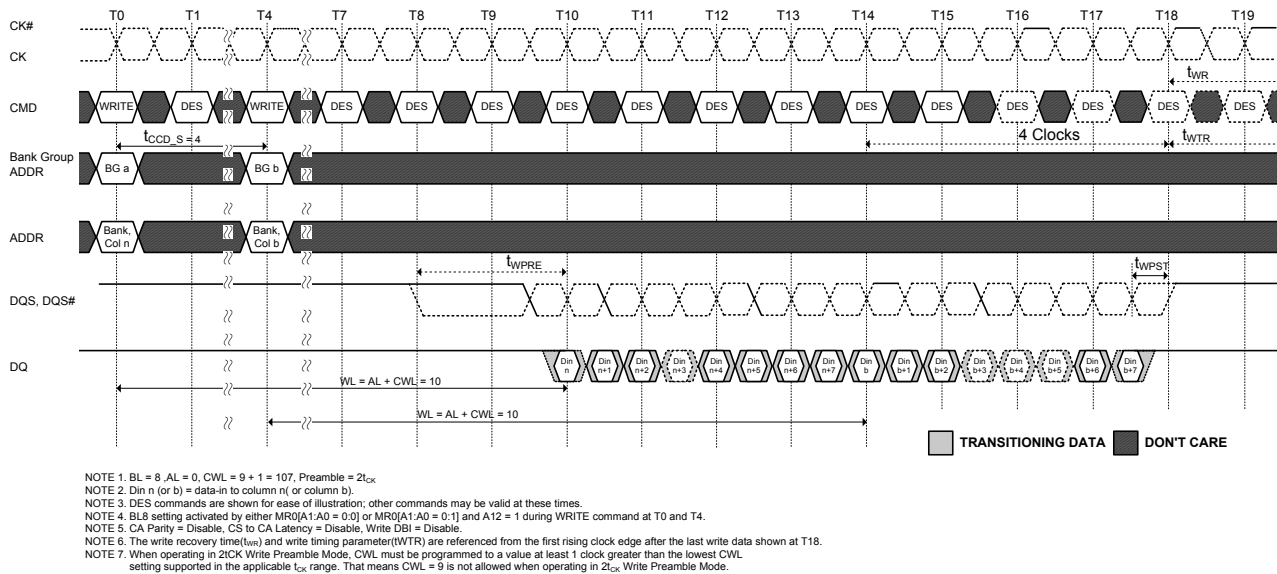 T0 T1 T4 T7 T8 T9 T10 T11 T12 T13 T14 T15 T16 T17 T18 T19
CK#
CK
tWR
CMD WRITE DES WRITE DES DES DES DES DES DES DES DES DES DES DES DES DES
tCCD_S = 4 4 Clocks tWTR
Bank Group
ADDR BG a BG b
ADDR Bank, Col n Bank, Col b
tWPRE tWPST
DQS, DQS#
DQ Din n Din n+1 Din n+2 Din n+3 Din n+4 Din n+5 Din n+6 Din n+7 Din b Din b+1 Din b+2 Din b+3 Din b+4 Din b+5 Din b+6 Din b+7
WL = AL + CWL = 10
WL = AL + CWL = 10
TRANSITIONING DATA DON'T CARE
NOTE 1. BL = 8 ,AL = 0, CWL = 9 + 1 = 107, Preamble = 2tCK
NOTE 2. Din n (or b) = data-in to column n( or column b).
NOTE 3. DES commands are shown for ease of illustration; other commands may be valid at these times.
NOTE 4. BL8 setting activated by either MR0[A1:A0 = 0:0] or MR0[A1:A0 = 0:1] and A12 = 1 during WRITE command at T0 and T4.
NOTE 5. CA Parity = Disable, CS to CA Latency = Disable, Write DBI = Disable.
NOTE 6. The write recovery time(tWR) and write timing parameter(tWTR) are referenced from the first rising clock edge after the last write data shown at T18.
NOTE 7. When operating in 2tCK Write Preamble Mode, CWL must be programmed to a value at least 1 clock greater than the lowest CWL
setting supported in the applicable tCK range. That means CWL = 9 is not allowed when operating in 2tCK Write Preamble Mode.